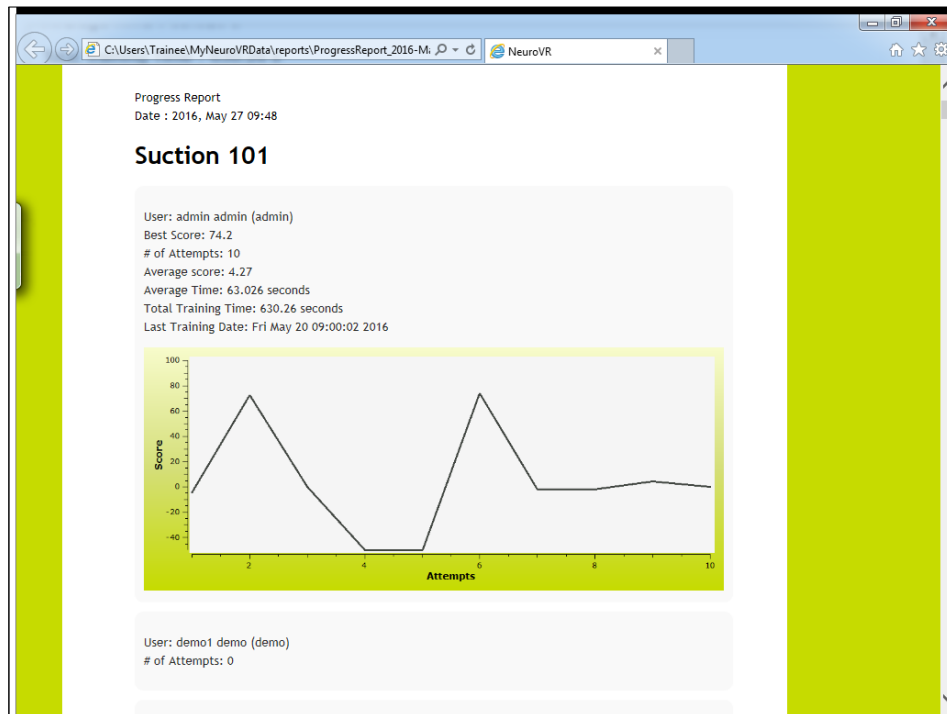 C:\Users\Trainee\MyNeuroVRData\reports\ProgressReport_2016-Ma
NeuroVR
Progress Report
Date : 2016, May 27 09:48
Suction 101
User: admin admin (admin)
Best Score: 74.2
# of Attempts: 10
Average score: 4.27
Average Time: 63.026 seconds
Total Training Time: 630.26 seconds
Last Training Date: Fri May 20 09:00:02 2016
100
80
60
40
20
0
-20
-40
Score
2
4
6
8
10
Attempts
User: demo1 demo (demo)
# of Attempts: 0